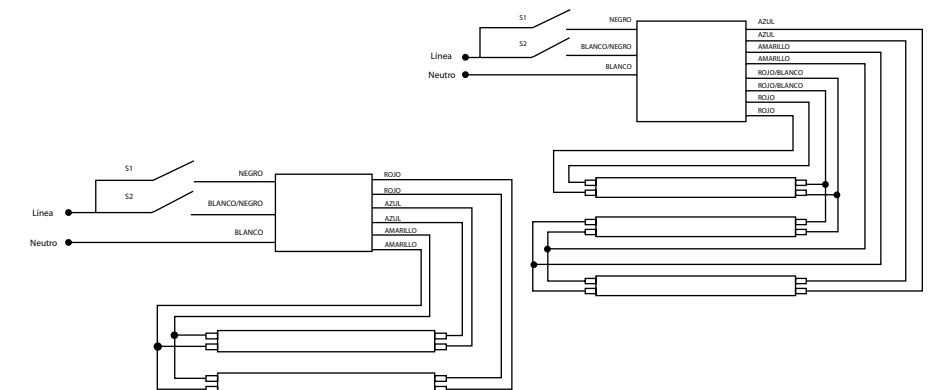 S1
NEGRO
S2
BLANCO/NEGRO
Línea
BLANCO
Neutro
AZUL
AZUL
AMARILLO
AMARILLO
ROJO/BLANCO
ROJO/BLANCO
ROJO
ROJO
S1
NEGRO
S2
BLANCO/NEGRO
Línea
BLANCO
Neutro
ROJO
ROJO
AZUL
AZUL
AMARILLO
AMARILLO